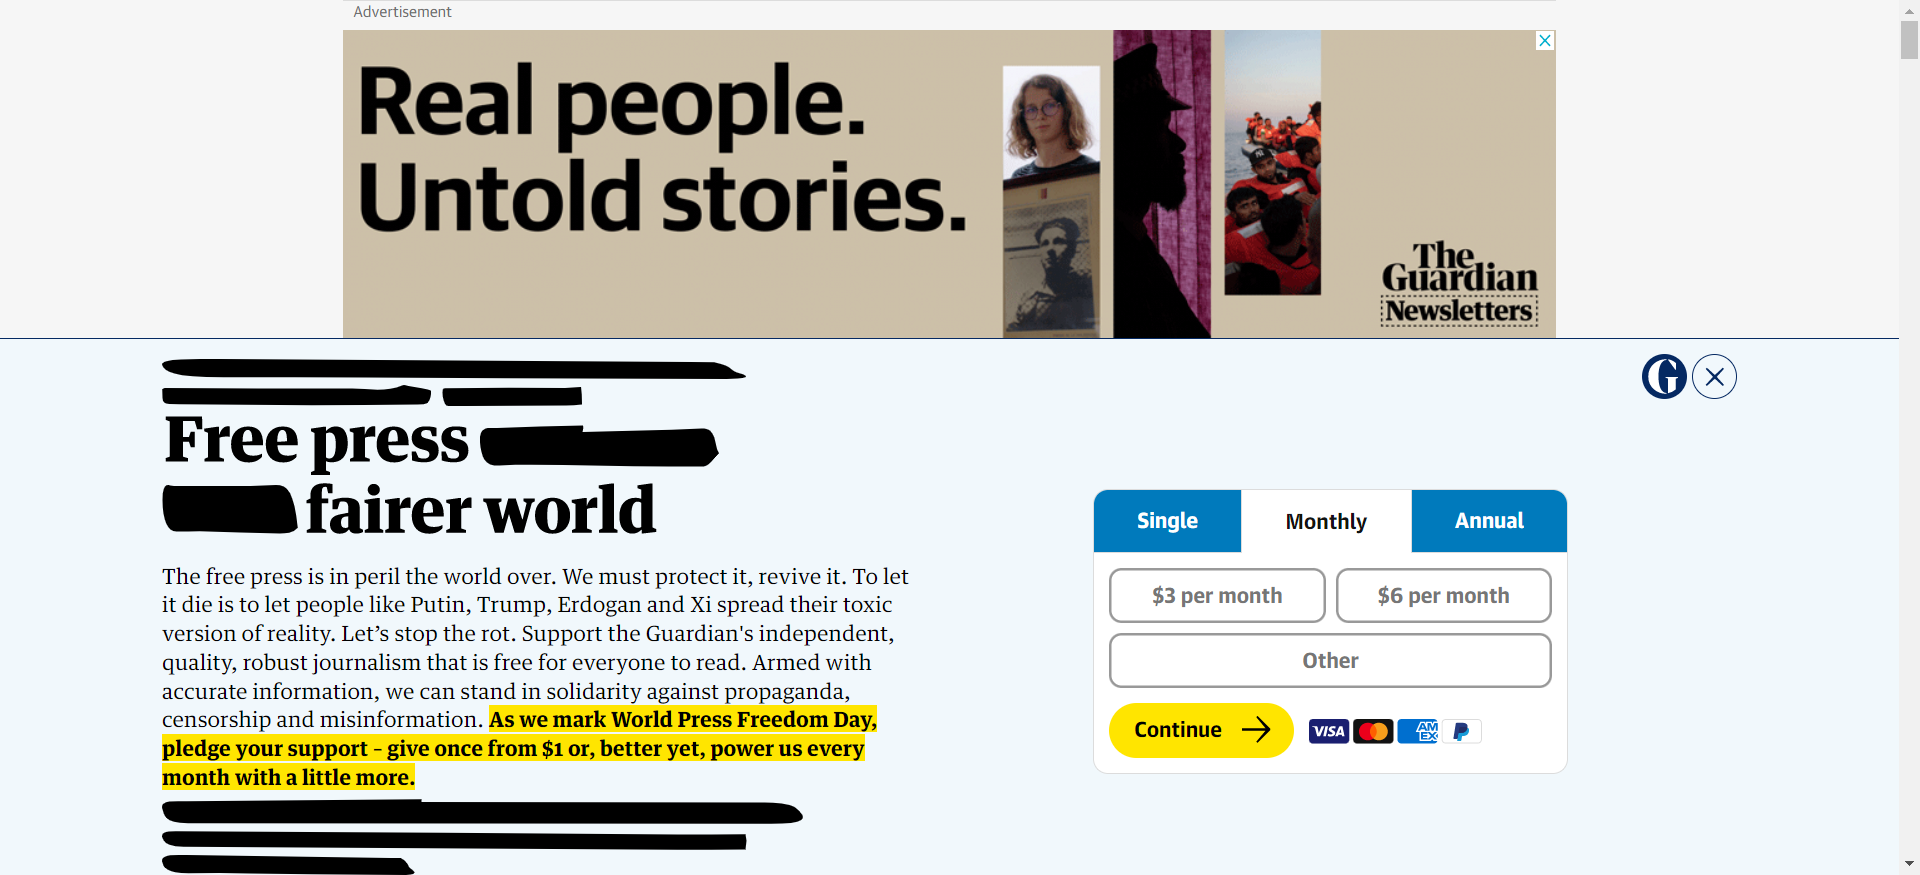 Advertisement
Real people.
Untold stories.
The
Guardian
Newsletters
Free press
fairer world
The free press is in peril the world over. We must protect it, revive it. To let
it die is to let people like Putin, Trump, Erdogan and Xi spread their toxic
version of reality. Let’s stop the rot. Support the Guardian's independent,
quality, robust journalism that is free for everyone to read. Armed with
accurate information, we can stand in solidarity against propaganda,
censorship and misinformation. As we mark World Press Freedom Day,
pledge your support – give once from $1 or, better yet, power us every
month with a little more.
G
Single Monthly Annual
$3 per month $6 per month
Other
Continue VISA AMEX